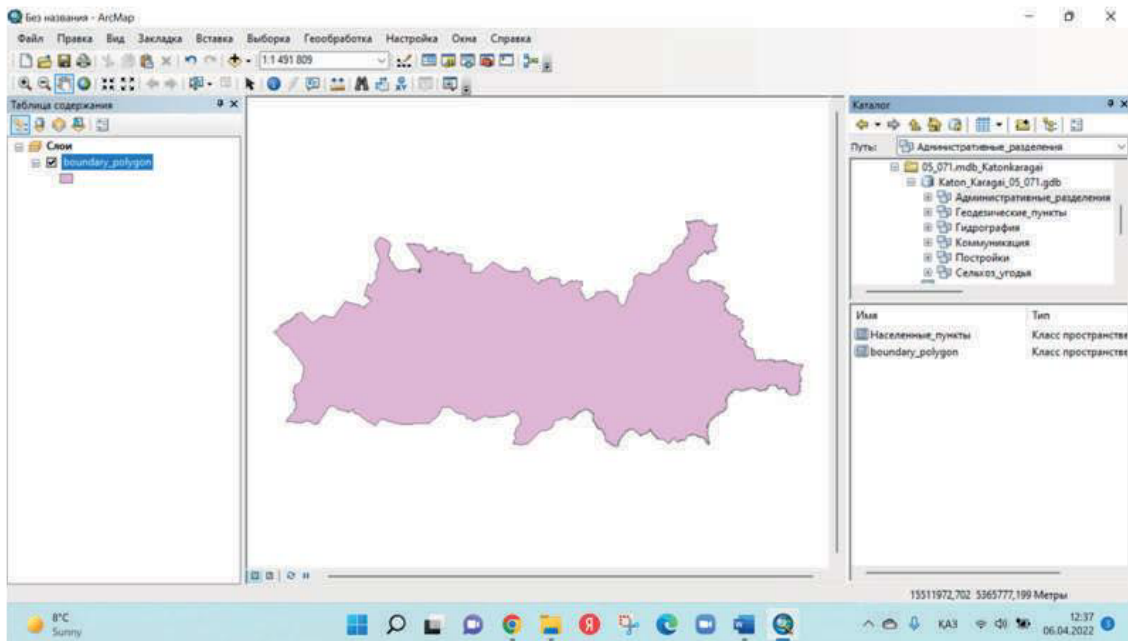 Без названия - ArcMap
Файл Правка Вид Закладка Вставка Выборка Геообработка Настройка Окна Справка
1:1 491 809
Таблица содержания
Слои
boundary_polygon
Каталог
Путь: Административные_разделения
05_071.mdb_Katonkaragai
Katon_Karagai_05_071.gdb
Административные_разделения
Геодезические_пункты
Гидрография
Коммуникация
Постройки
Сельхоз_угодья
Имя Тип
Населенные_пункты Класс пространстве
boundary_polygon Класс пространстве
15511972,702 5365777,199 Метры
8°C
Sunny
КАЗ
12:37
06.04.2022